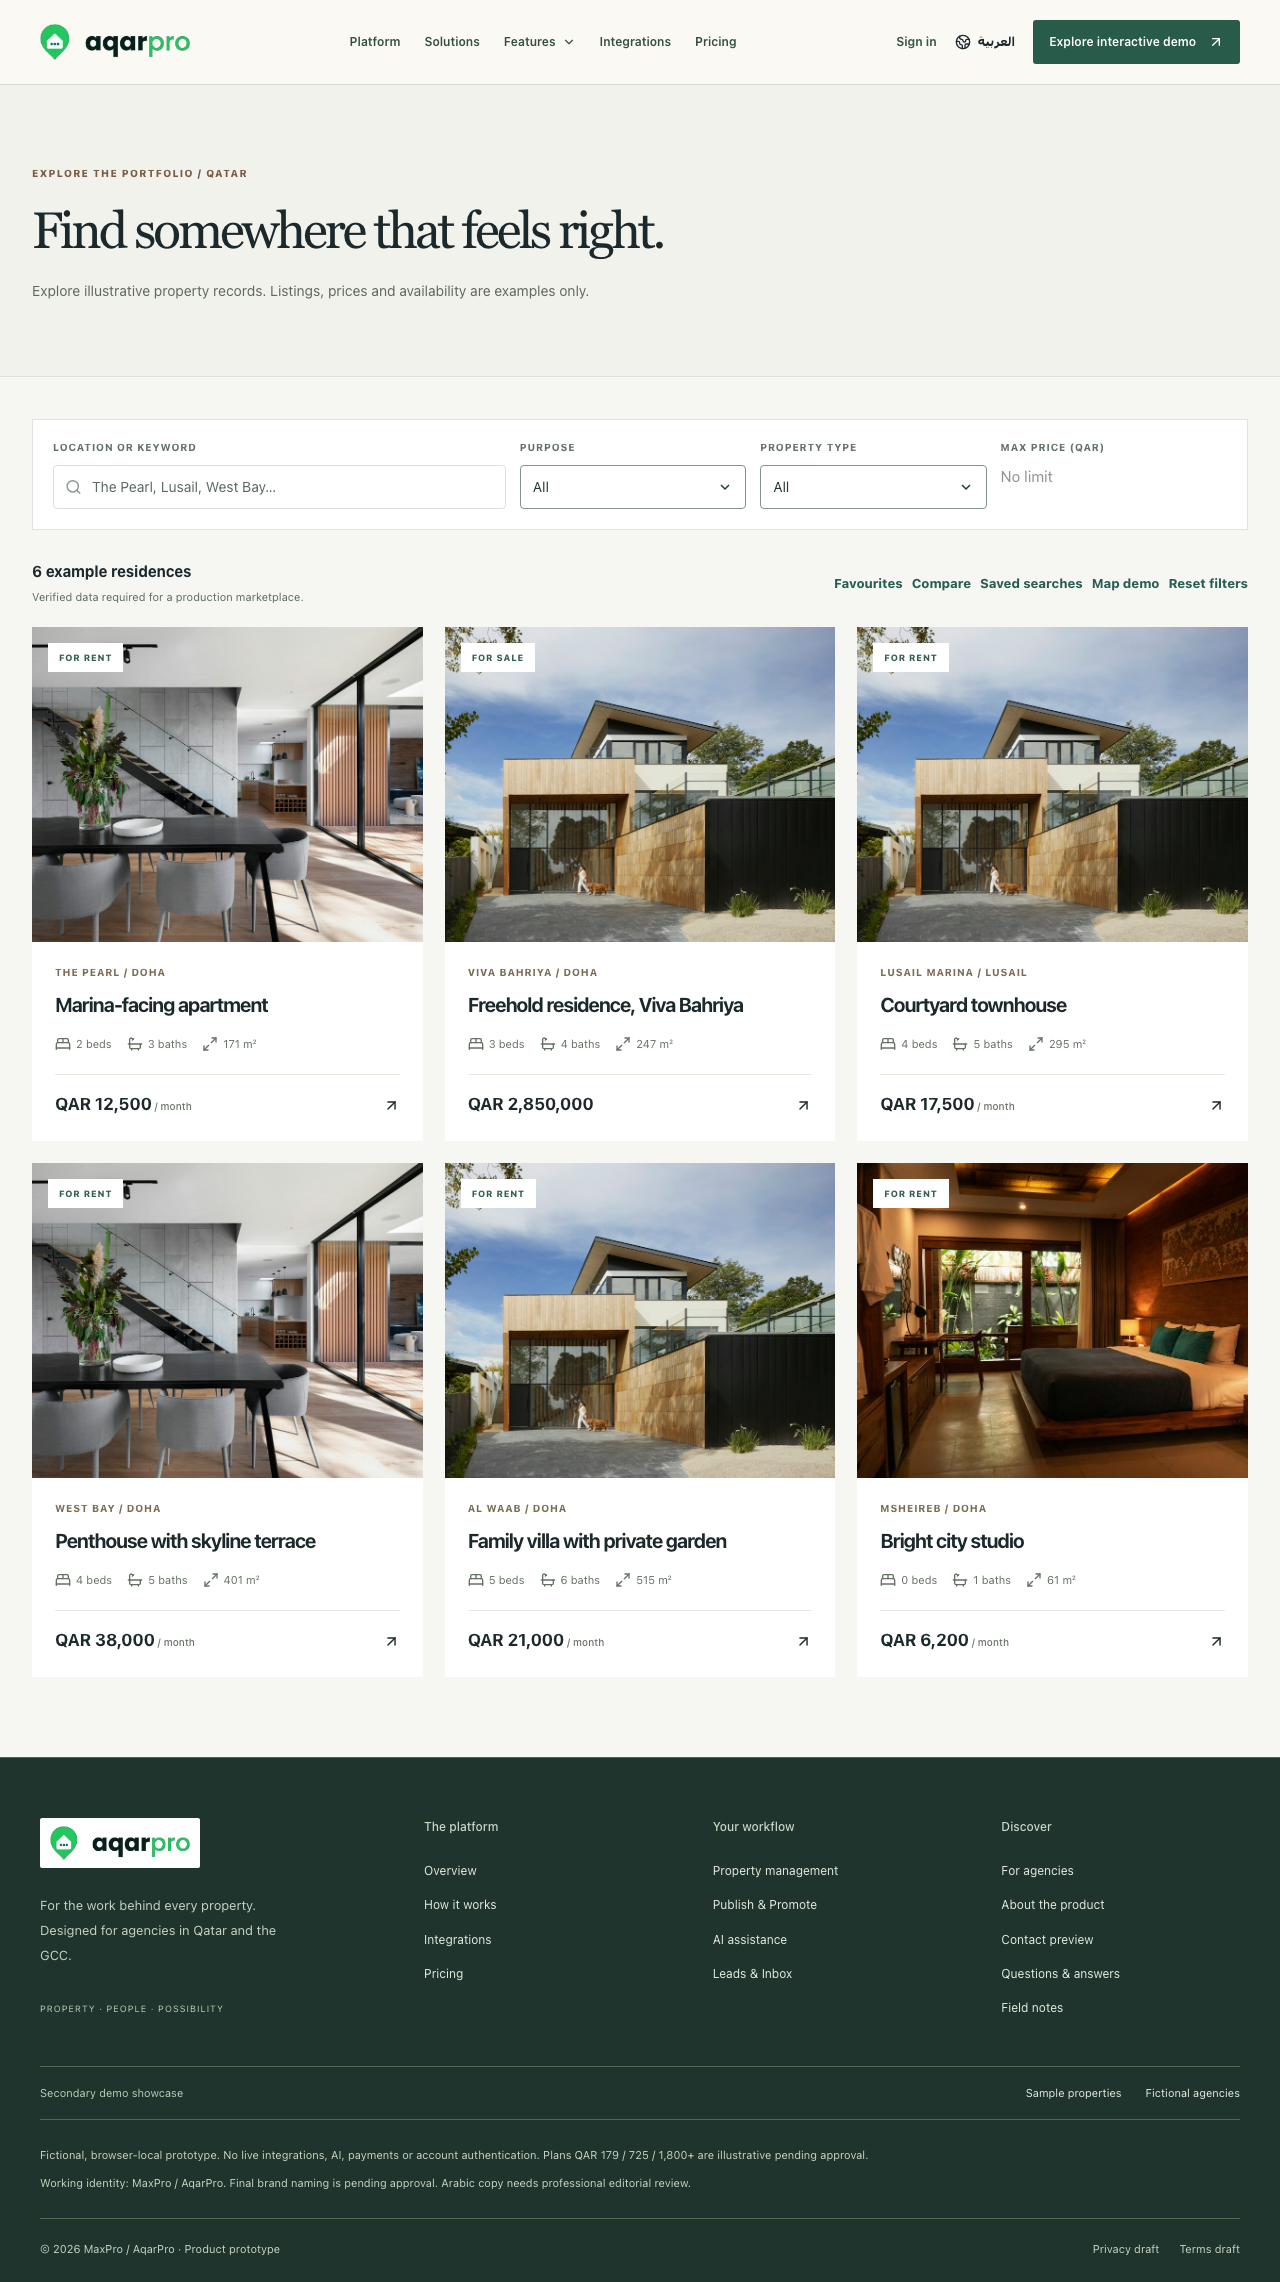 aqarpro
Platform
Solutions
Features
Integrations
Pricing
Sign in
العربية
Explore interactive demo
EXPLORE THE PORTFOLIO / QATAR
Find somewhere that feels right.
Explore illustrative property records. Listings, prices and availability are examples only.
LOCATION OR KEYWORD
The Pearl, Lusail, West Bay...
PURPOSE
All
PROPERTY TYPE
All
MAX PRICE (QAR)
No limit
6 example residences
Verified data required for a production marketplace.
Favourites
Compare
Saved searches
Map demo
Reset filters
FOR RENT
THE PEARL / DOHA
Marina-facing apartment
2 beds
3 baths
171 m²
QAR 12,500 / month
FOR SALE
VIVA BAHRIYA / DOHA
Freehold residence, Viva Bahriya
3 beds
4 baths
247 m²
QAR 2,850,000
FOR RENT
LUSAIL MARINA / LUSAIL
Courtyard townhouse
4 beds
5 baths
295 m²
QAR 17,500 / month
FOR RENT
WEST BAY / DOHA
Penthouse with skyline terrace
4 beds
5 baths
401 m²
QAR 38,000 / month
FOR RENT
AL WAAB / DOHA
Family villa with private garden
5 beds
6 baths
515 m²
QAR 21,000 / month
FOR RENT
MSHEIREB / DOHA
Bright city studio
0 beds
1 baths
61 m²
QAR 6,200 / month
aqarpro
For the work behind every property.
Designed for agencies in Qatar and the
GCC.
PROPERTY · PEOPLE · POSSIBILITY
The platform
Overview
How it works
Integrations
Pricing
Your workflow
Property management
Publish & Promote
AI assistance
Leads & Inbox
Discover
For agencies
About the product
Contact preview
Questions & answers
Field notes
Secondary demo showcase
Sample properties
Fictional agencies
Fictional, browser-local prototype. No live integrations, AI, payments or account authentication. Plans QAR 179 / 725 / 1,800+ are illustrative pending approval.
Working identity: MaxPro / AqarPro. Final brand naming is pending approval. Arabic copy needs professional editorial review.
© 2026 MaxPro / AqarPro · Product prototype
Privacy draft
Terms draft